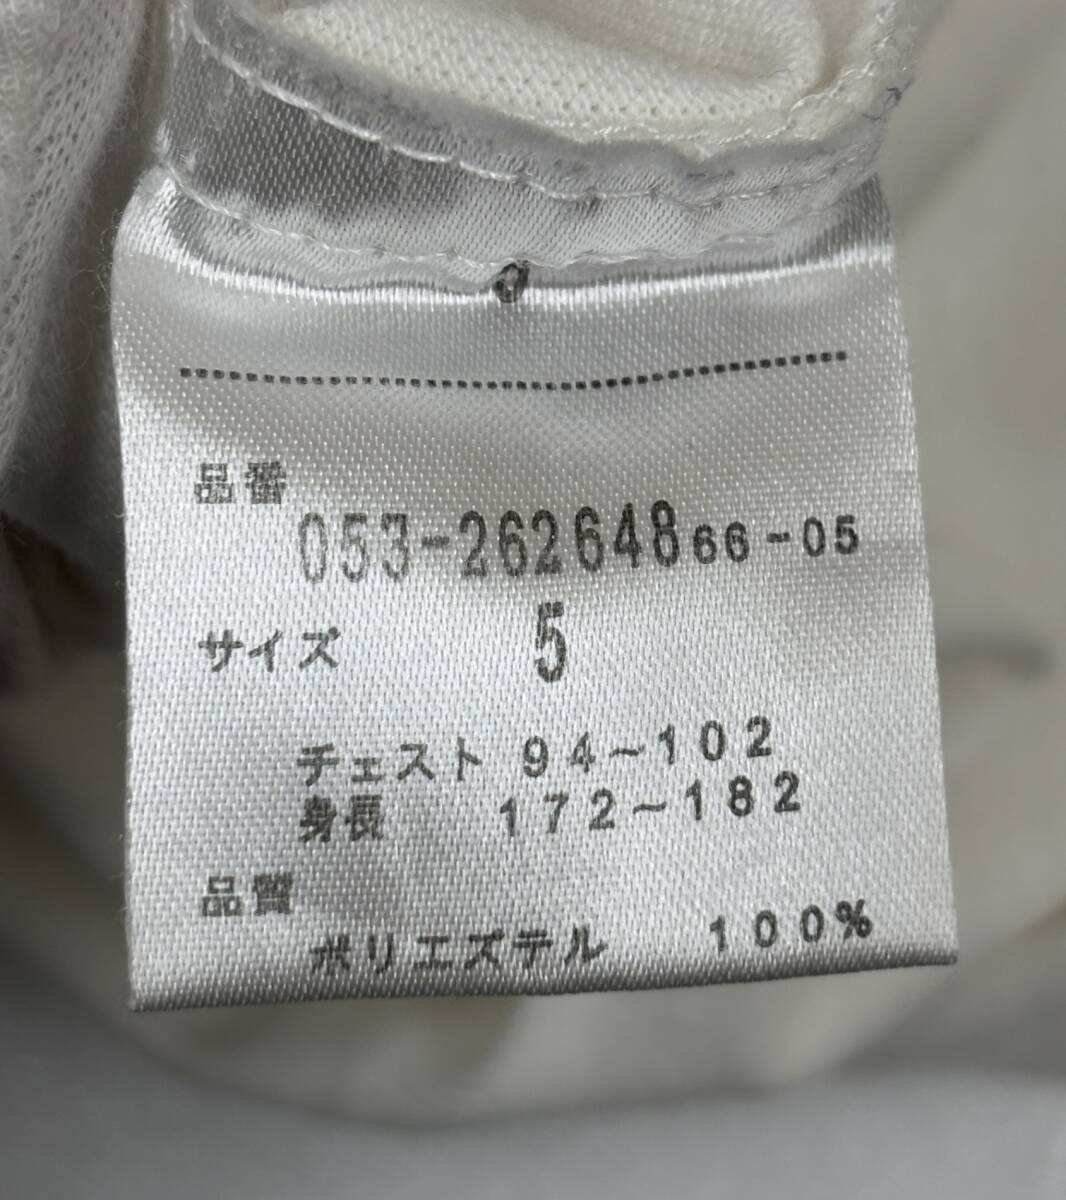 品番
053-26264866-05
サイズ 5
チェスト 94~102
身長 172~182
品質
ポリエステル 100%